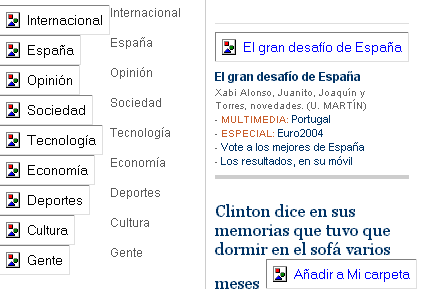 Internacional
España
Opinión
Sociedad
Tecnología
Economía
Deportes
Cultura
Gente
Internacional
España
Opinión
Sociedad
Tecnología
Economía
Deportes
Cultura
Gente
El gran desafío de España
El gran desafío de España
Xabi Alonso, Juanito, Joaquín y
Torres, novedades. (U. MARTÍN)
- MULTIMEDIA: Portugal
- ESPECIAL: Euro2004
- Vote a los mejores de España
- Los resultados, en su móvil
Clinton dice en sus
memorias que tuvo que
dormir en el sofá varios
meses Añadir a Mi carpeta